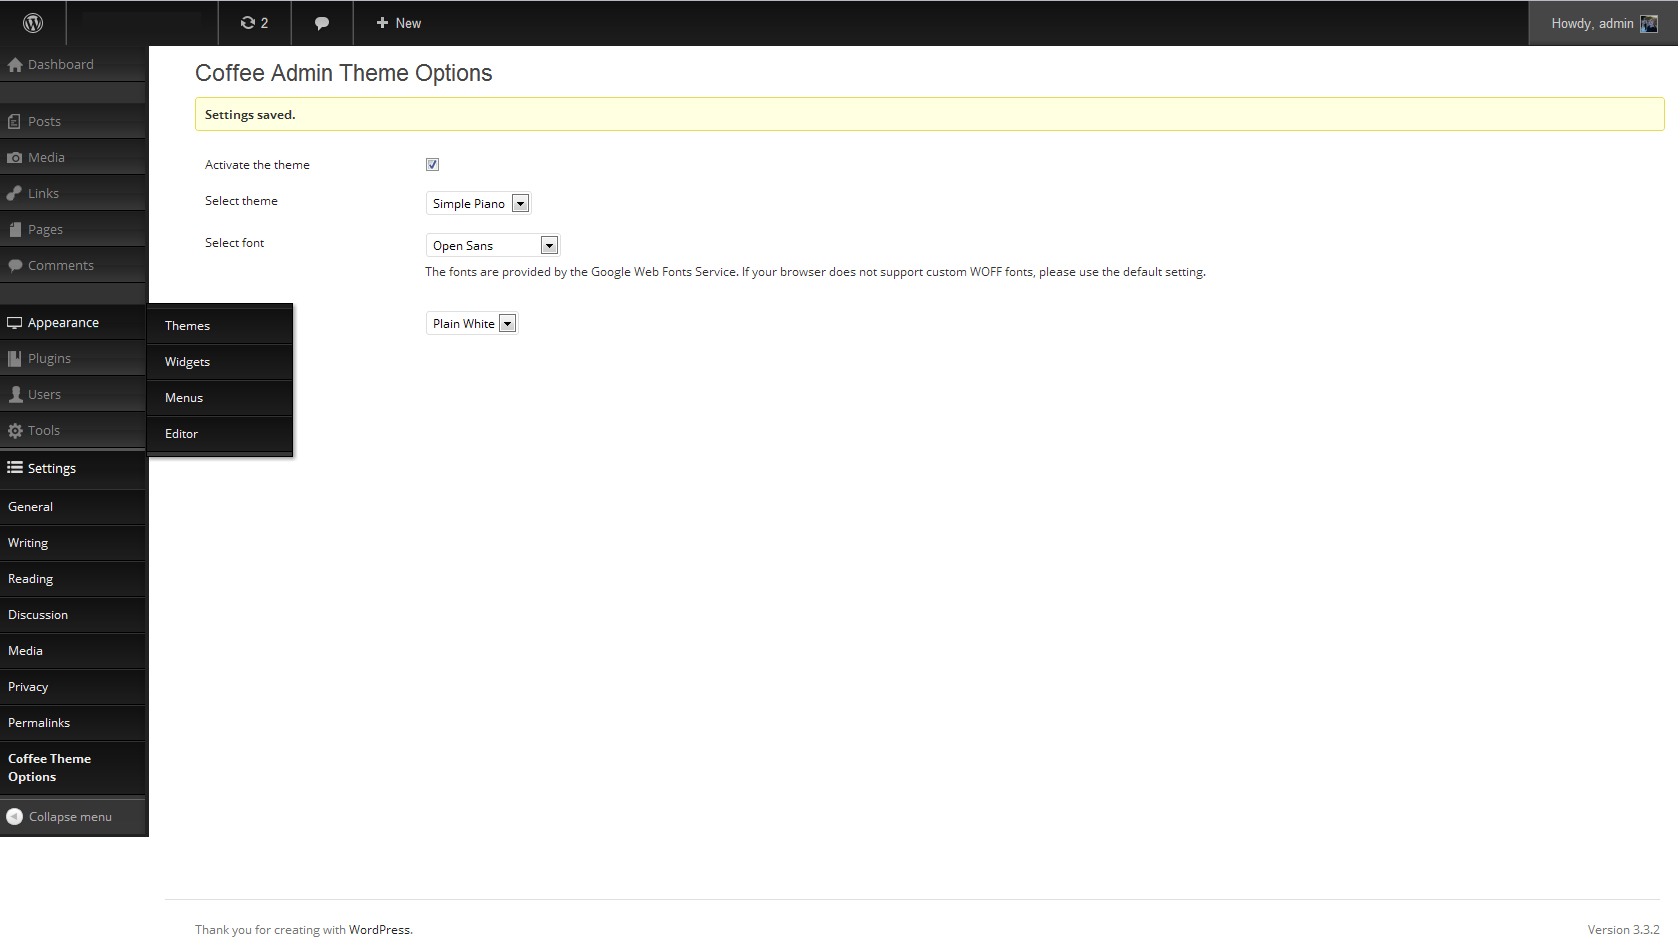 2
New
Howdy, admin
Dashboard
Posts
Media
Links
Pages
Comments
Appearance
Plugins
Users
Tools
Settings
General
Writing
Reading
Discussion
Media
Privacy
Permalinks
Coffee Theme
Options
Collapse menu
Themes
Widgets
Menus
Editor
Coffee Admin Theme Options
Settings saved.
Activate the theme
Select theme
Simple Piano
Select font
Open Sans
The fonts are provided by the Google Web Fonts Service. If your browser does not support custom WOFF fonts, please use the default setting.
Plain White
Thank you for creating with WordPress.
Version 3.3.2